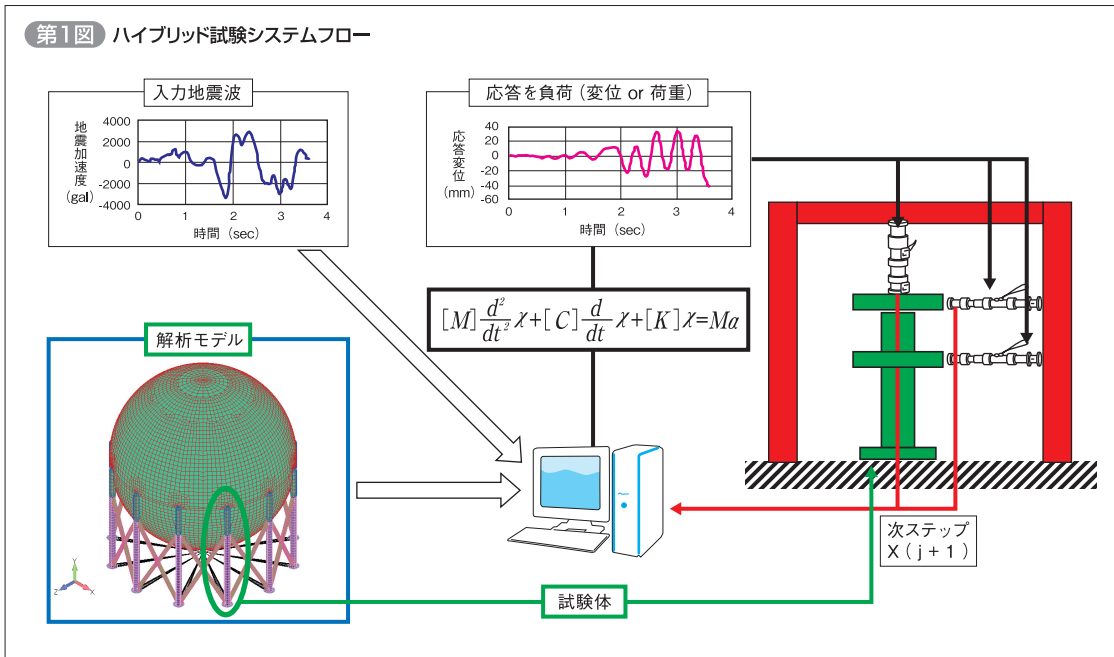 第1図 ハイブリッド試験システムフロー
入力地震波
地震加速度
(gal)
4000
2000
0
-2000
-4000
0 1 2 3 4
時間（sec）
応答を負荷（変位 or 荷重）
応答変位
(mm)
40
20
0
-20
-40
-60
0 1 2 3 4
時間（sec）
[M] d²/dt² χ+[C] d/dt χ+[K]χ=Mα
解析モデル
Y
Z X
試験体
次ステップ
X（j＋1）